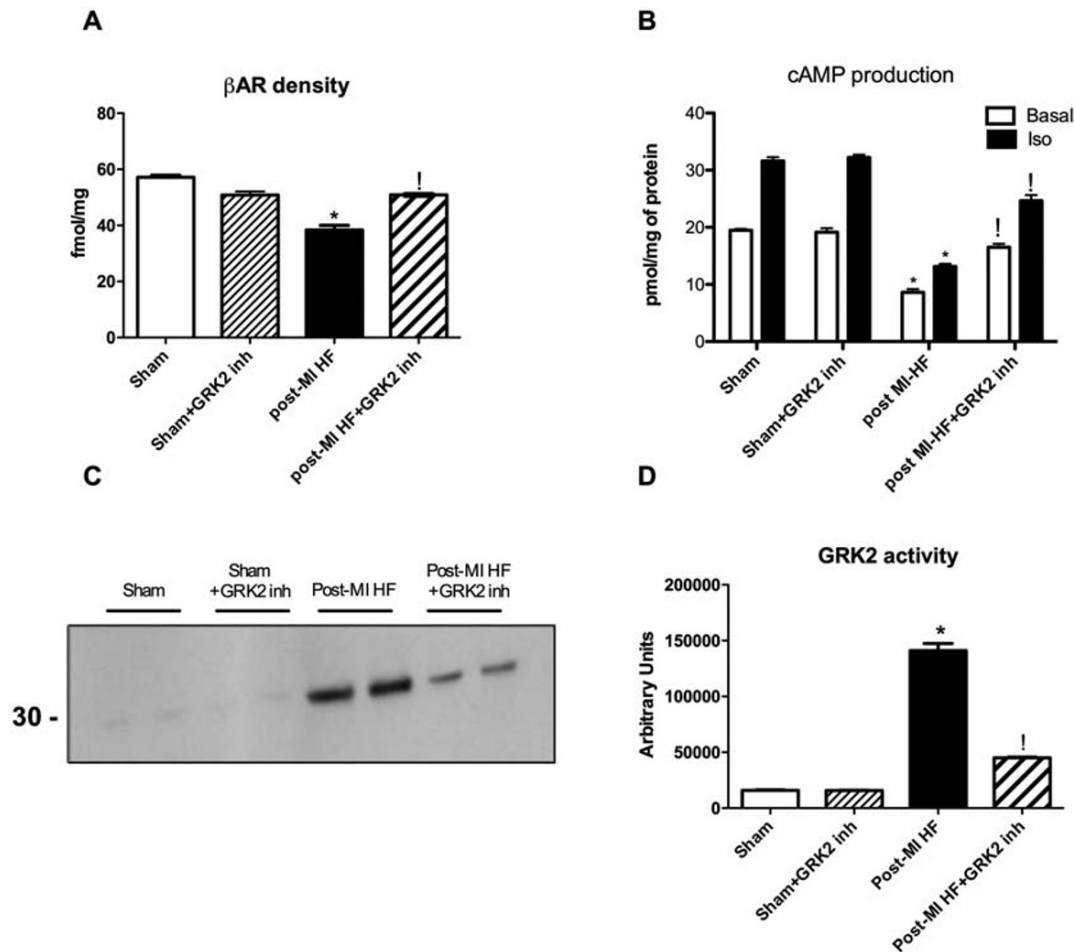 A
βAR density
80
60
40
20
0
fmol/mg
*
!
Sham
Sham+GRK2 inh
post-MI HF
post-MI HF+GRK2 inh
B
cAMP production
Basal
Iso
40
30
20
10
0
pmol/mg of protein
*
*
!
!
Sham
Sham+GRK2 inh
post MI-HF
post MI-HF+GRK2 inh
C
Sham
Sham
+GRK2 inh
Post-MI HF
Post-MI HF
+GRK2 inh
30 -
D
GRK2 activity
200000
150000
100000
50000
0
Arbitrary Units
*
!
Sham
Sham+GRK2 inh
Post-MI HF
Post-MI HF+GRK2 inh